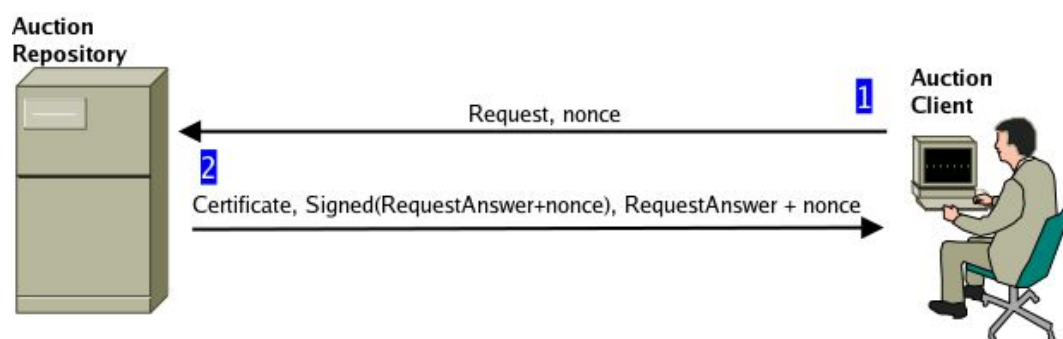 Auction
Repository
1
Auction
Client
Request, nonce
2
Certificate, Signed(RequestAnswer+nonce), RequestAnswer + nonce